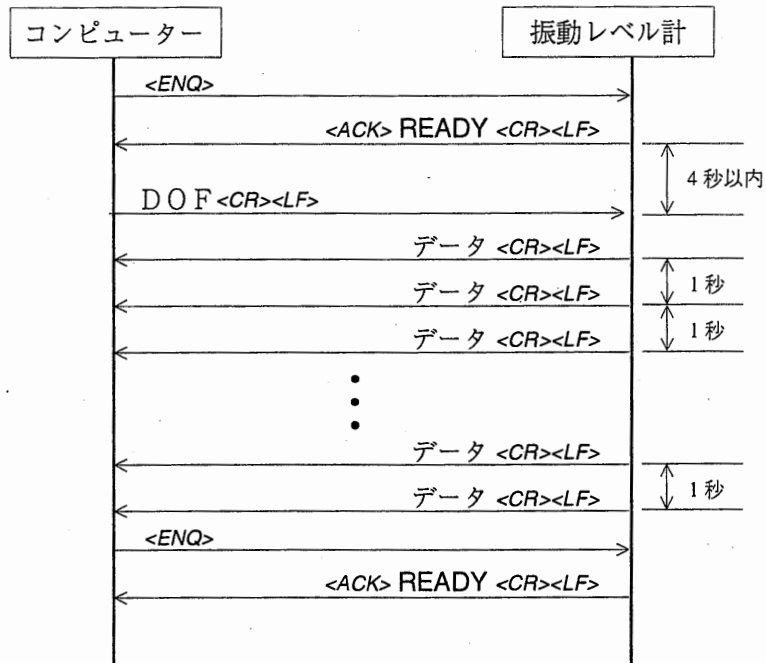 コンピューター
振動レベル計
<ENQ>
<ACK> READY <CR><LF>
4秒以内
DOF<CR><LF>
データ <CR><LF>
1秒
データ <CR><LF>
1秒
データ <CR><LF>
データ <CR><LF>
1秒
データ <CR><LF>
<ENQ>
<ACK> READY <CR><LF>